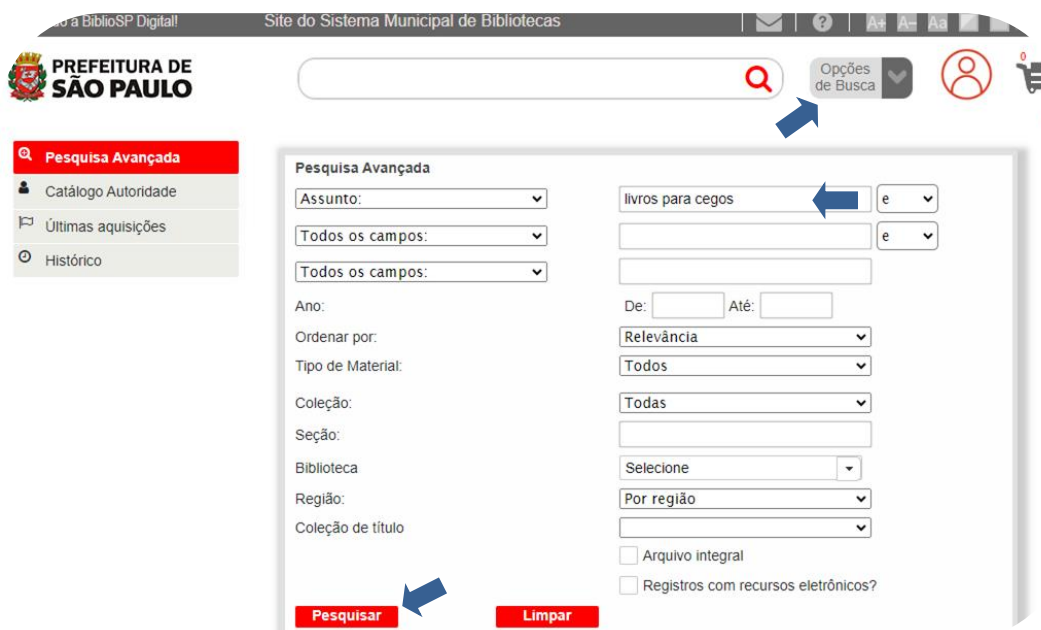 a BiblioSP Digital! Site do Sistema Municipal de Bibliotecas ? A+ A- Aa
PREFEITURA DE
SÃO PAULO
Opções
de Busca
0
Pesquisa Avançada
Catálogo Autoridade
Últimas aquisições
Histórico
Pesquisa Avançada
Assunto: livros para cegos e
Todos os campos: e
Todos os campos:
Ano: De: Até:
Ordenar por: Relevância
Tipo de Material: Todos
Coleção: Todas
Seção:
Biblioteca Selecione
Região: Por região
Coleção de título
Arquivo integral
Registros com recursos eletrônicos?
Pesquisar Limpar